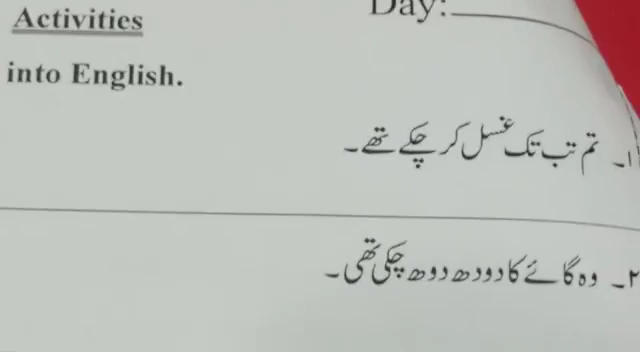 Activities
Day:
into English.
۱۔ تم تب تک غسل کر چکے تھے۔
۲۔ وہ گائے کا دودھ دوھ چکی تھی۔